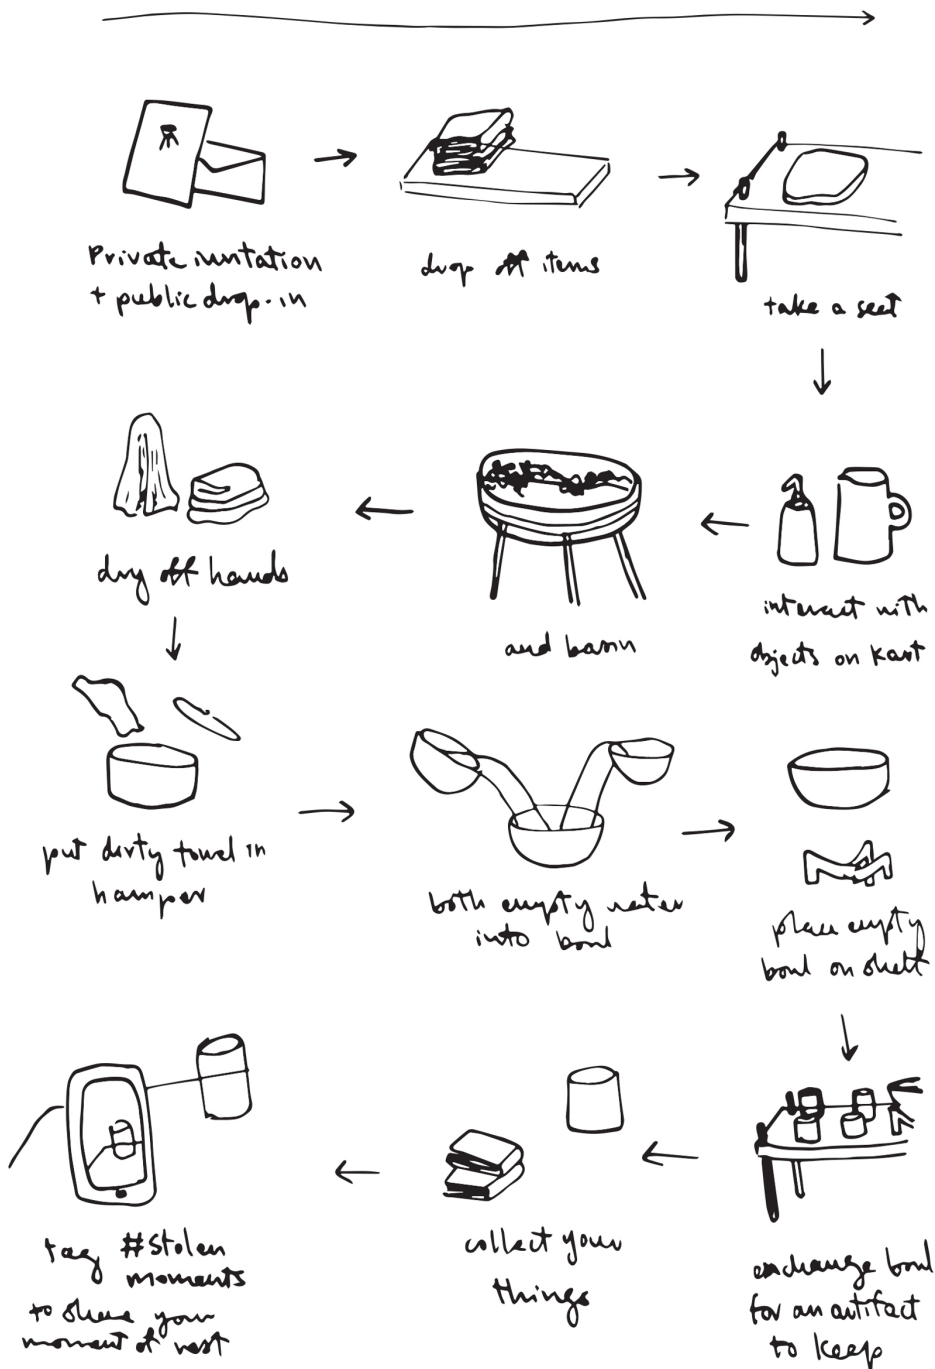 Private invitation
+ public drop-in
drop off items
take a seat
interact with
objects on kart
and basin
dry off hands
put dirty towel in
hamper
both empty water
into bowl
place empty
bowl on shelf
exchange bowl
for an artifact
to keep
collect your
things
tag #stolen
moments
to share your
moment of rest